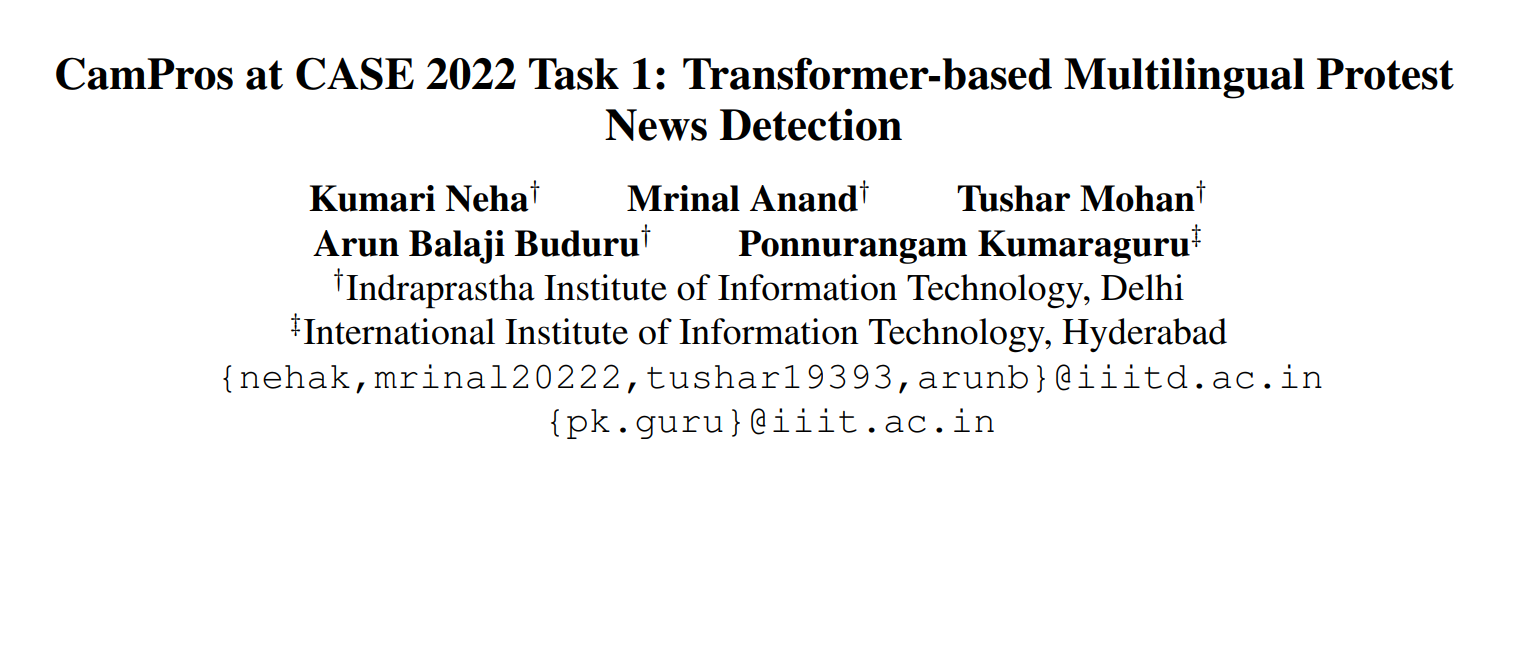 CamPros at CASE 2022 Task 1: Transformer-based Multilingual Protest
News Detection
Kumari Neha† Mrinal Anand† Tushar Mohan†
Arun Balaji Buduru† Ponnurangam Kumaraguru‡
†Indraprastha Institute of Information Technology, Delhi
‡International Institute of Information Technology, Hyderabad
{nehak,mrinal20222,tushar19393,arunb}@iiitd.ac.in
{pk.guru}@iiit.ac.in